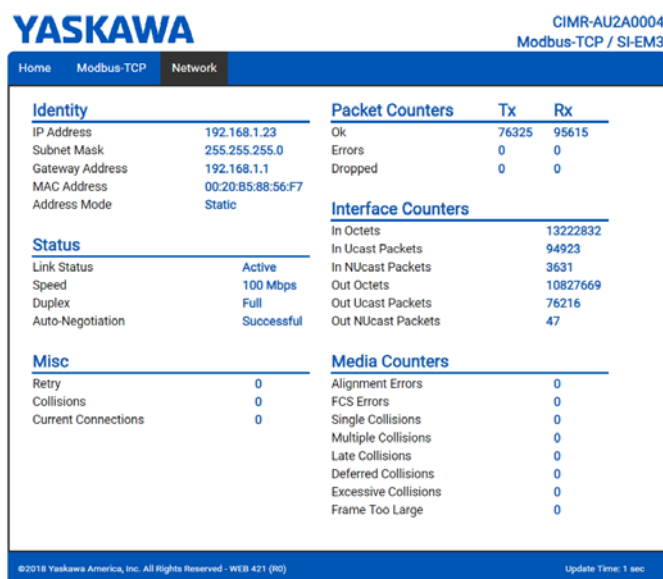 YASKAWA
CIMR-AU2A0004
Modbus-TCP / SI-EM3
Home Modbus-TCP Network
Identity
IP Address 192.168.1.23
Subnet Mask 255.255.255.0
Gateway Address 192.168.1.1
MAC Address 00:20:B5:88:56:F7
Address Mode Static
Status
Link Status Active
Speed 100 Mbps
Duplex Full
Auto-Negotiation Successful
Misc
Retry 0
Collisions 0
Current Connections 0
Packet Counters Tx Rx
Ok 76325 95615
Errors 0 0
Dropped 0 0
Interface Counters
In Octets 13222832
In Ucast Packets 94923
In NUcast Packets 3631
Out Octets 10827669
Out Ucast Packets 76216
Out NUcast Packets 47
Media Counters
Alignment Errors 0
FCS Errors 0
Single Collisions 0
Multiple Collisions 0
Late Collisions 0
Deferred Collisions 0
Excessive Collisions 0
Frame Too Large 0
©2018 Yaskawa America, Inc. All Rights Reserved - WEB 421 (R0) Update Time: 1 sec